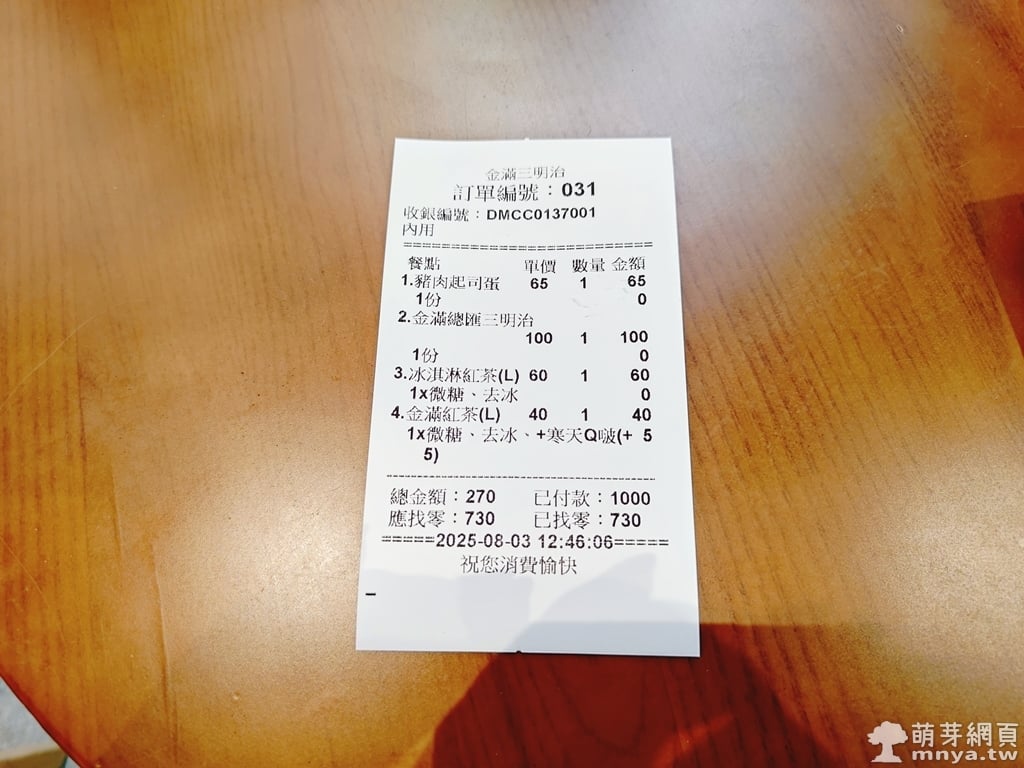 金滿三明治
訂單編號：031
收銀編號：DMCC0137001
內用
==============================
餐點 單價 數量 金額
1.豬肉起司蛋 65 1 65
1份 0
2.金滿總匯三明治
100 1 100
1份 0
3.冰淇淋紅茶(L) 60 1 60
1x微糖、去冰 0
4.金滿紅茶(L) 40 1 40
1x微糖、去冰、+寒天Q啵(+ 5
5)
------------------------------
總金額：270 已付款：1000
應找零：730 已找零：730
=====2025-08-03 12:46:06=====
祝您消費愉快
萌芽網頁
mnya.tw